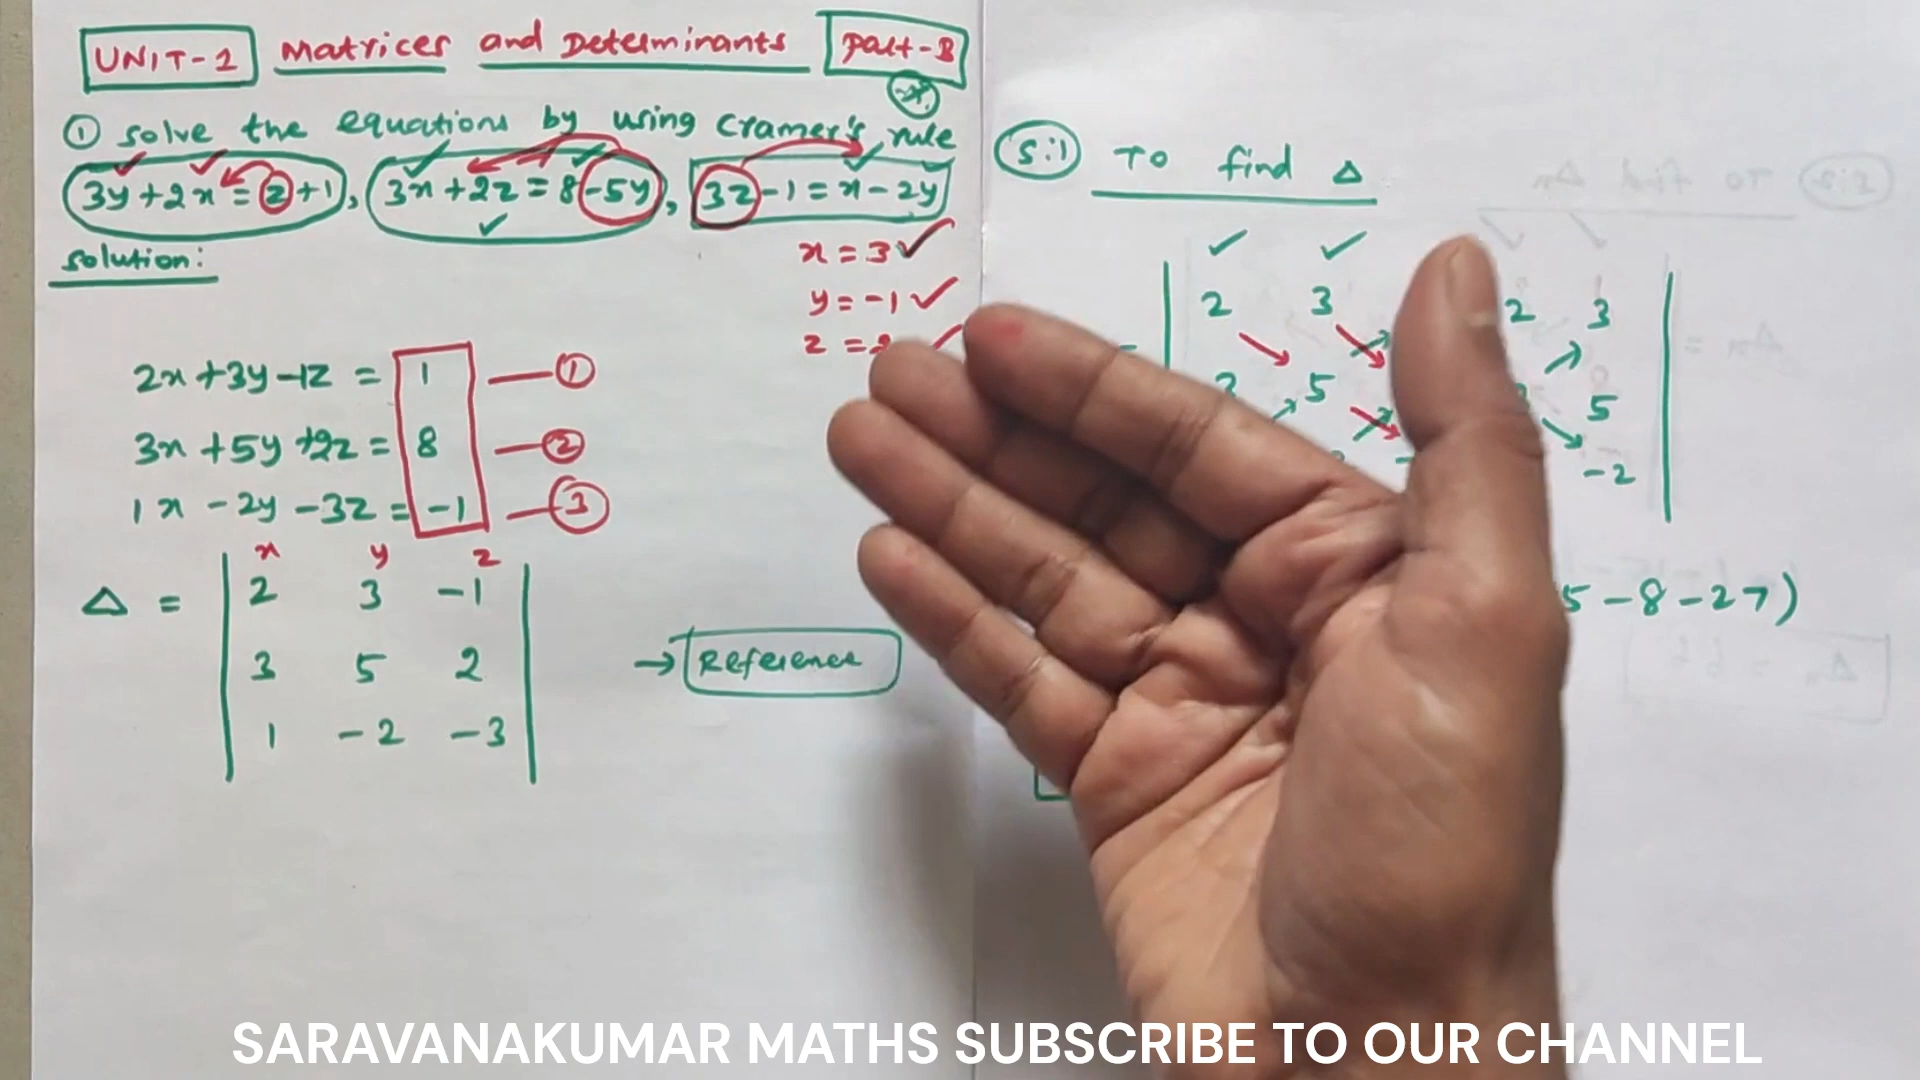 UNIT-1 Matrices and Determinants Part-B
① solve the equations by using cramer's rule
3y+2x=z+1, 3x+2z=8-5y, 3z-1=x-2y
solution:
x=3
y=-1
z=
2x+3y-1z = 1 ①
3x+5y+2z = 8 ②
1x-2y-3z = -1 ③
x y z
2 3 -1
Δ =
3 5 2
1 -2 -3
→ Reference
S:1 To find Δ
2 3 2 3
5 5
-2
5-8-27)
SARAVANAKUMAR MATHS SUBSCRIBE TO OUR CHANNEL